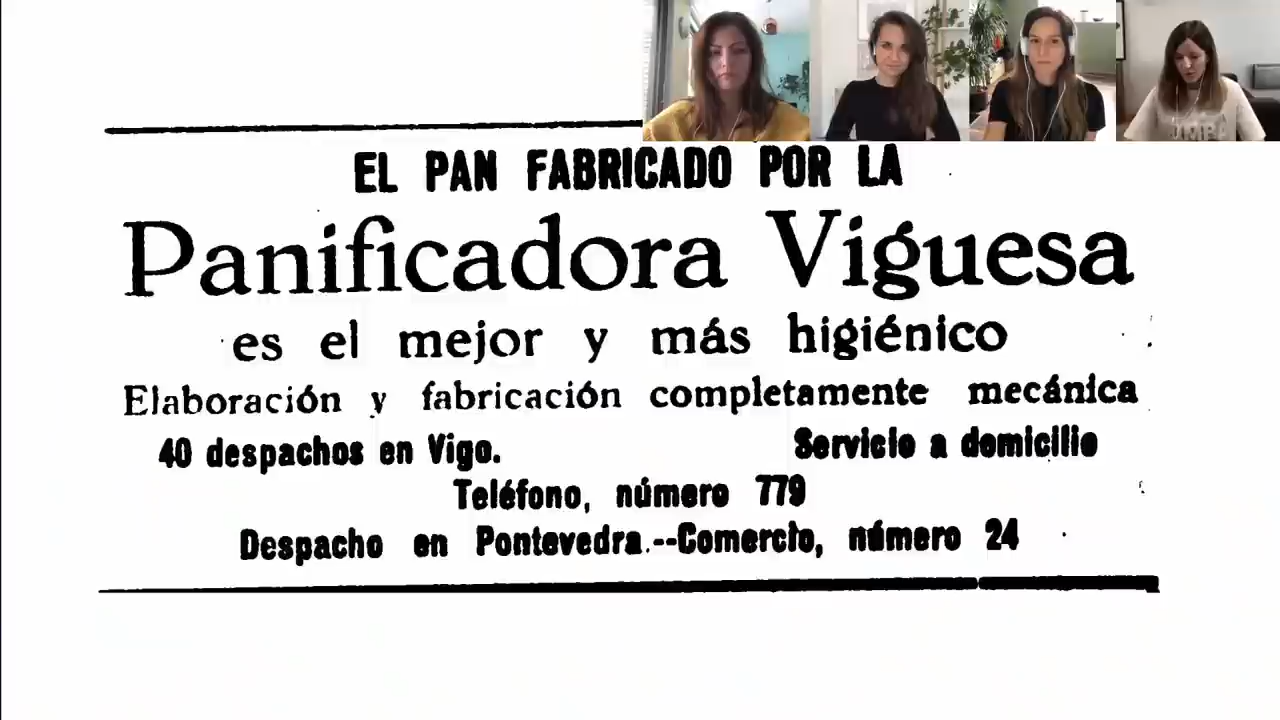 EL PAN FABRICADO POR LA
Panificadora Viguesa
es el mejor y más higiénico
Elaboración y fabricación completamente mecánica
40 despachos en Vigo. Servicio a domicilio
Teléfono, número 779
Despacho en Pontevedra.--Comercio, número 24